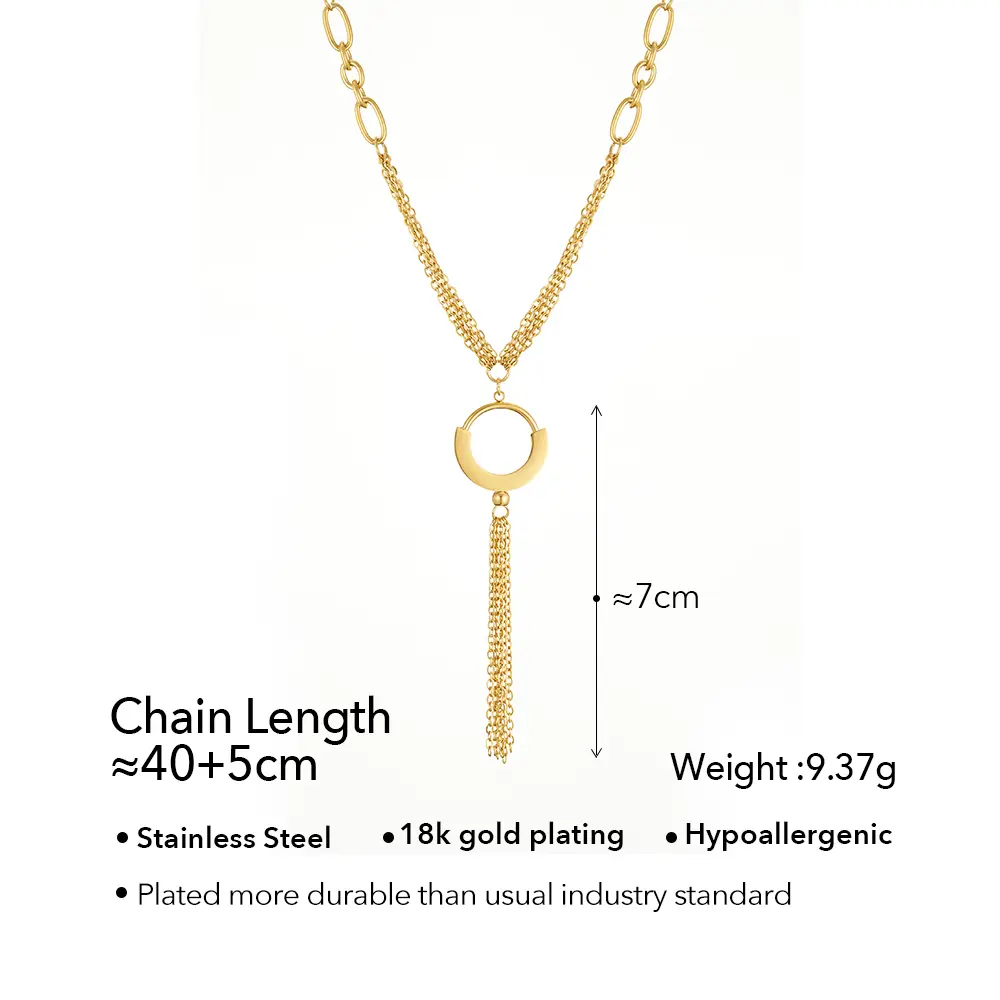 ≈7cm
Chain Length
≈40+5cm
Weight :9.37g
• Stainless Steel
•18k gold plating
• Hypoallergenic
• Plated more durable than usual industry standard